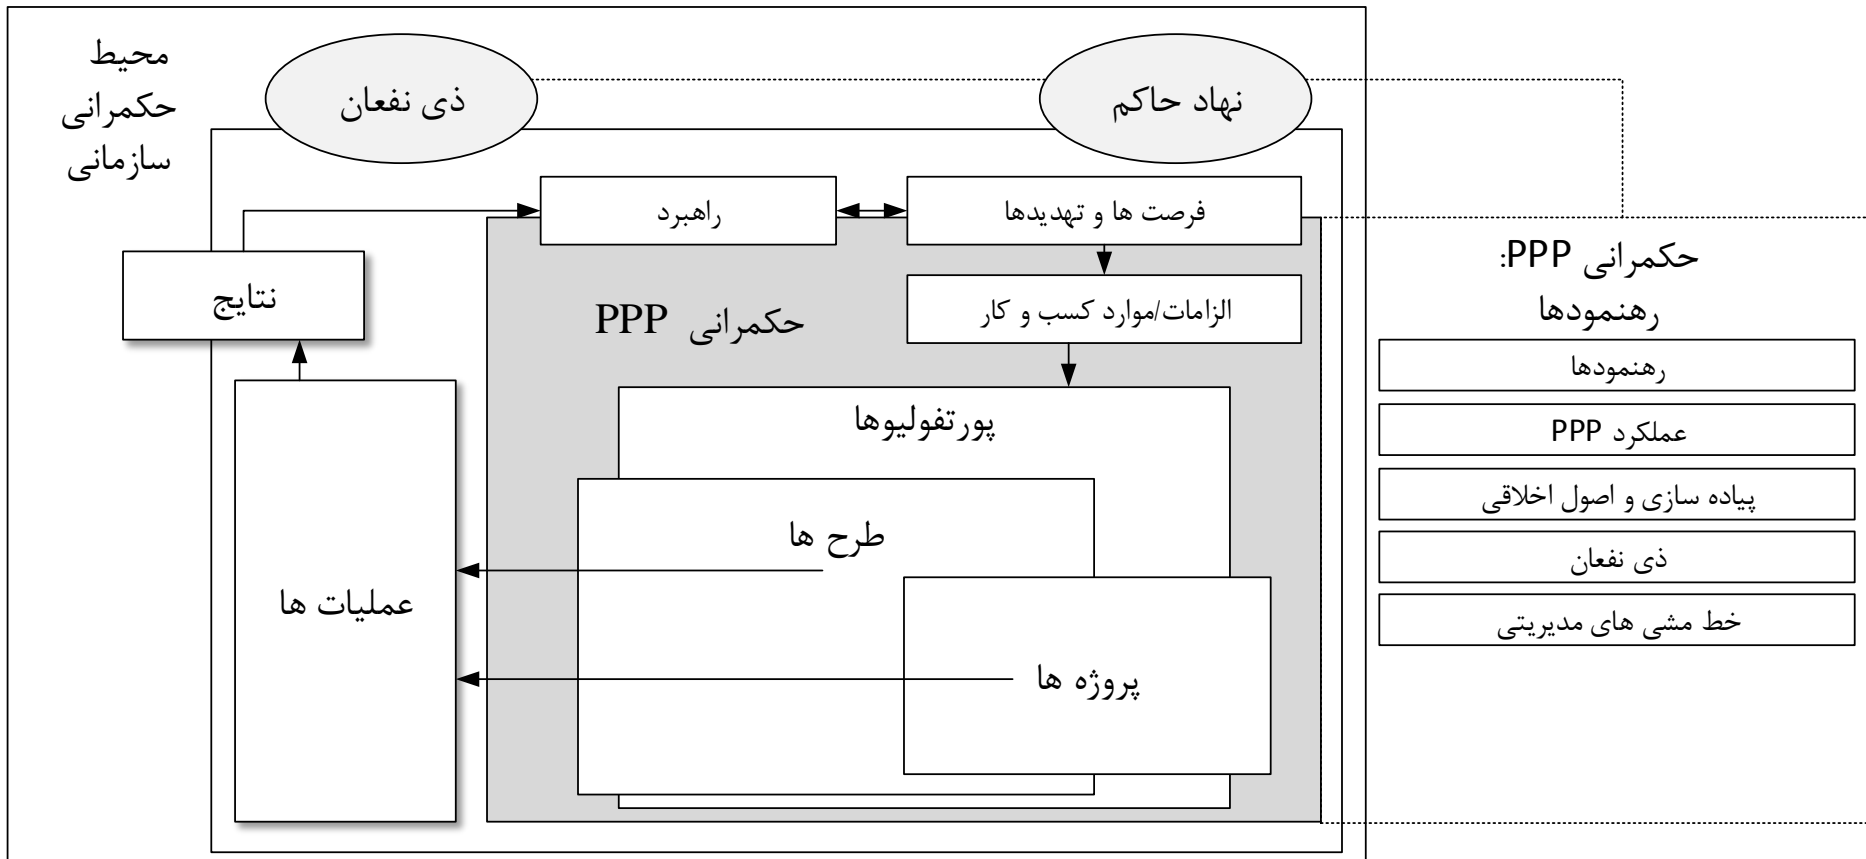 محیط
حکمرانی
سازمانی
ذی نفعان
نهاد حاکم
راهبرد
فرصت ها و تهدیدها
نتایج
حکمرانی PPP
الزامات/موارد کسب و کار
پورتفولیوها
طرح ها
عملیات ها
پروژه ها
حکمرانی PPP:
رهنمودها
رهنمودها
عملکرد PPP
پیاده سازی و اصول اخلاقی
ذی نفعان
خط مشی های مدیریتی